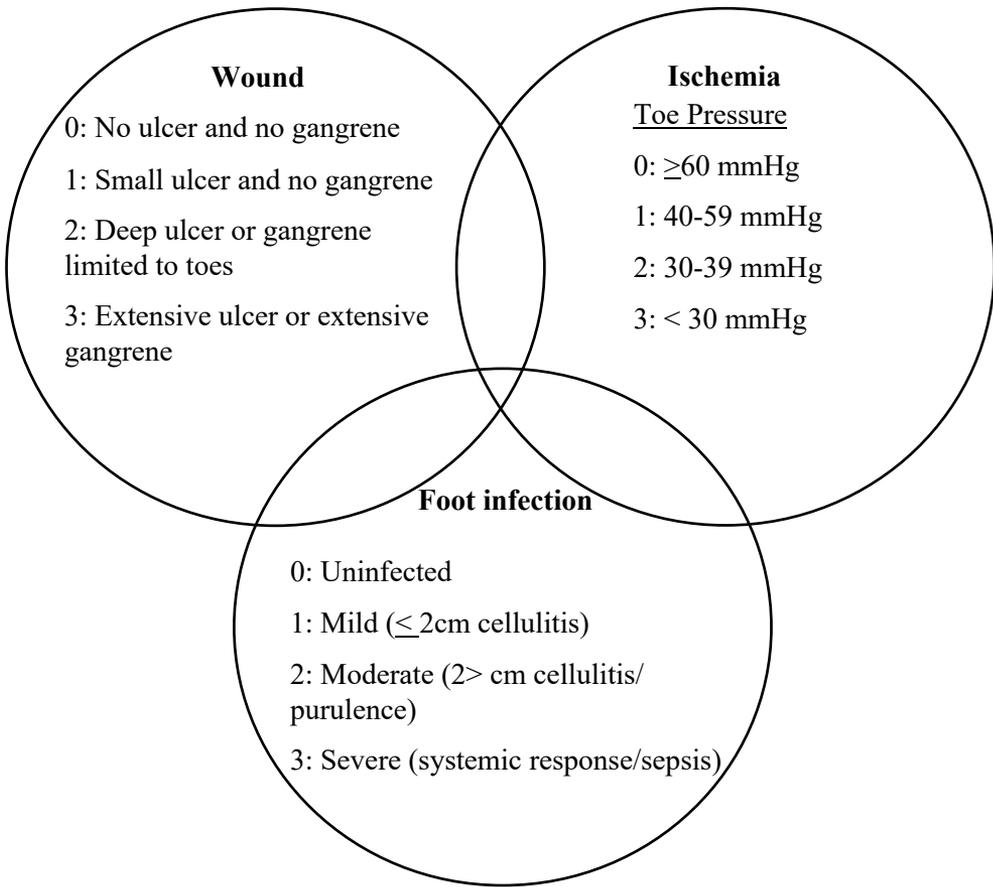 Wound
0: No ulcer and no gangrene
1: Small ulcer and no gangrene
2: Deep ulcer or gangrene
limited to toes
3: Extensive ulcer or extensive
gangrene
Ischemia
Toe Pressure
0: ≥60 mmHg
1: 40-59 mmHg
2: 30-39 mmHg
3: < 30 mmHg
Foot infection
0: Uninfected
1: Mild (≤ 2cm cellulitis)
2: Moderate (2> cm cellulitis/
purulence)
3: Severe (systemic response/sepsis)